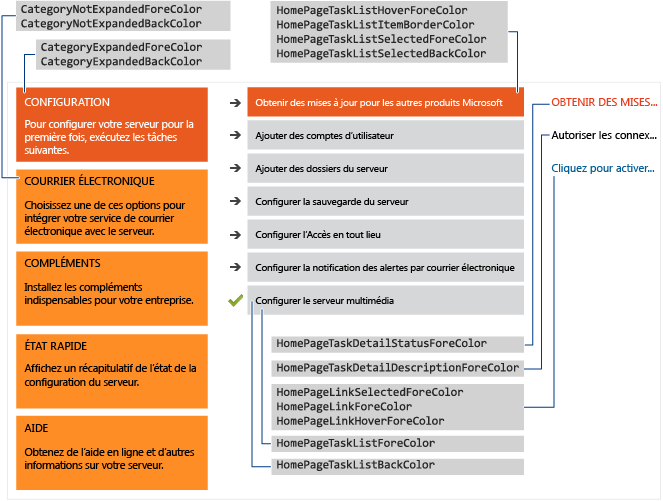 CategoryNotExpandedForeColor
CategoryNotExpandedBackColor
CategoryExpandedForeColor
CategoryExpandedBackColor
HomePageTaskListHoverForeColor
HomePageTaskListItemBorderColor
HomePageTaskListSelectedForeColor
HomePageTaskListSelectedBackColor
CONFIGURATION
Pour configurer votre serveur pour la
première fois, exécutez les tâches
suivantes.
COURRIER ÉLECTRONIQUE
Choisissez une de ces options pour
intégrer votre service de courrier
électronique avec le serveur.
COMPLÉMENTS
Installez les compléments
indispensables pour votre entreprise.
ÉTAT RAPIDE
Affichez un récapitulatif de l'état de la
configuration du serveur.
AIDE
Obtenez de l'aide en ligne et d'autres
informations sur votre serveur.
Obtenir des mises à jour pour les autres produits Microsoft
Ajouter des comptes d'utilisateur
Ajouter des dossiers du serveur
Configurer la sauvegarde du serveur
Configurer l'Accès en tout lieu
Configurer la notification des alertes par courrier électronique
Configurer le serveur multimédia
OBTENIR DES MISES...
Autoriser les connex...
Cliquez pour activer...
HomePageTaskDetailStatusForeColor
HomePageTaskDetailDescriptionForeColor
HomePageLinkSelectedForeColor
HomePageLinkForeColor
HomePageLinkHoverForeColor
HomePageTaskListForeColor
HomePageTaskListBackColor